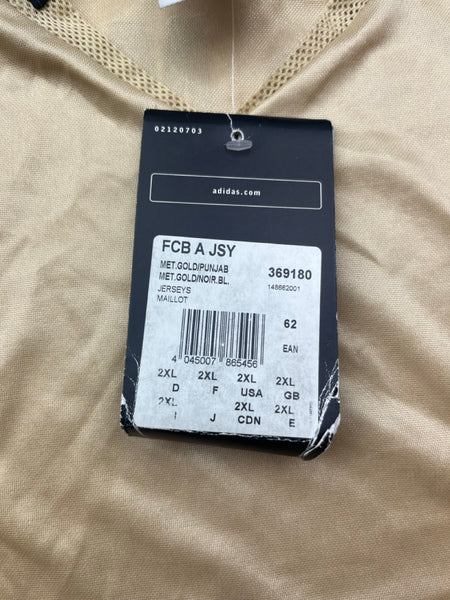 02120703
adidas.com
FCB A JSY
MET.GOLD/PUNJAB 369180
MET.GOLD/NOIR.BL. 148662001
JERSEYS
MAILLOT
62
EAN
4 045007 865456
2XL 2XL 2XL 2XL
D F USA GB
2XL 2XL 2XL
I J CDN E